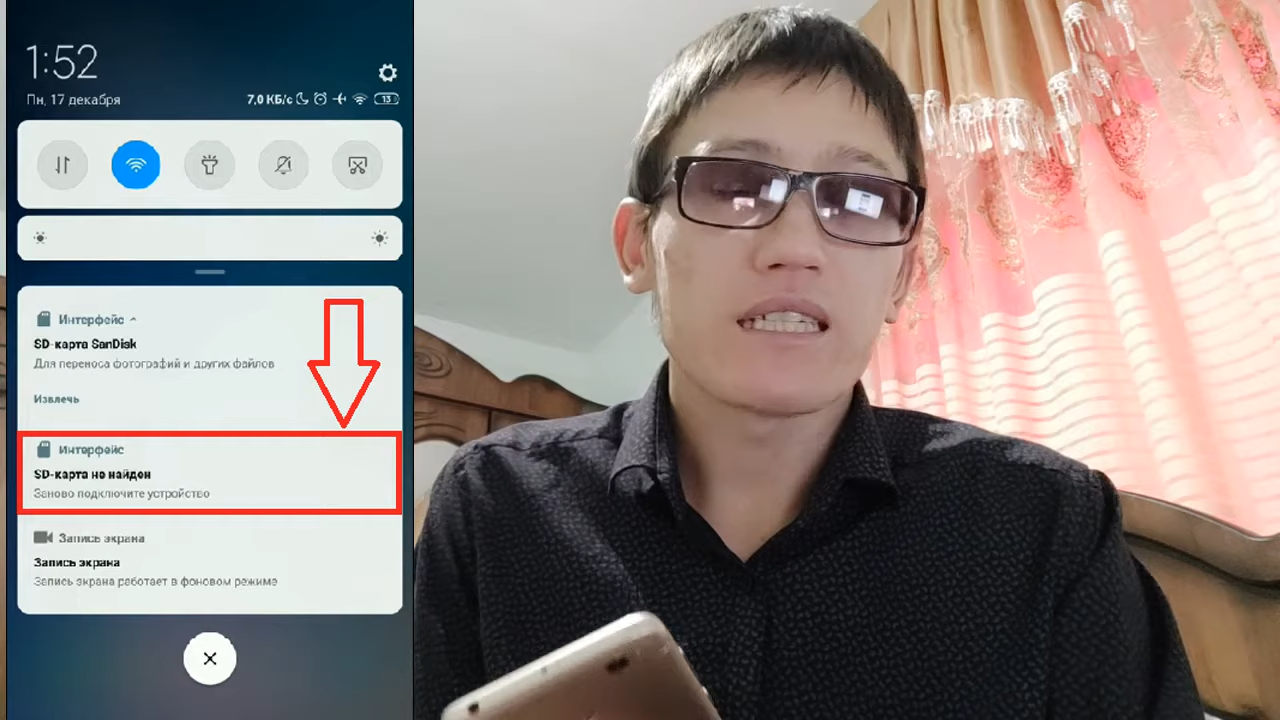 1:52
Пн, 17 декабря
7,0 КБ/с
13
Интерфейс
SD-карта SanDisk
Для переноса фотографий и других файлов
Извлечь
Интерфейс
SD-карта не найден
Заново подключите устройство
Запись экрана
Запись экрана
Запись экрана работает в фоновом режиме